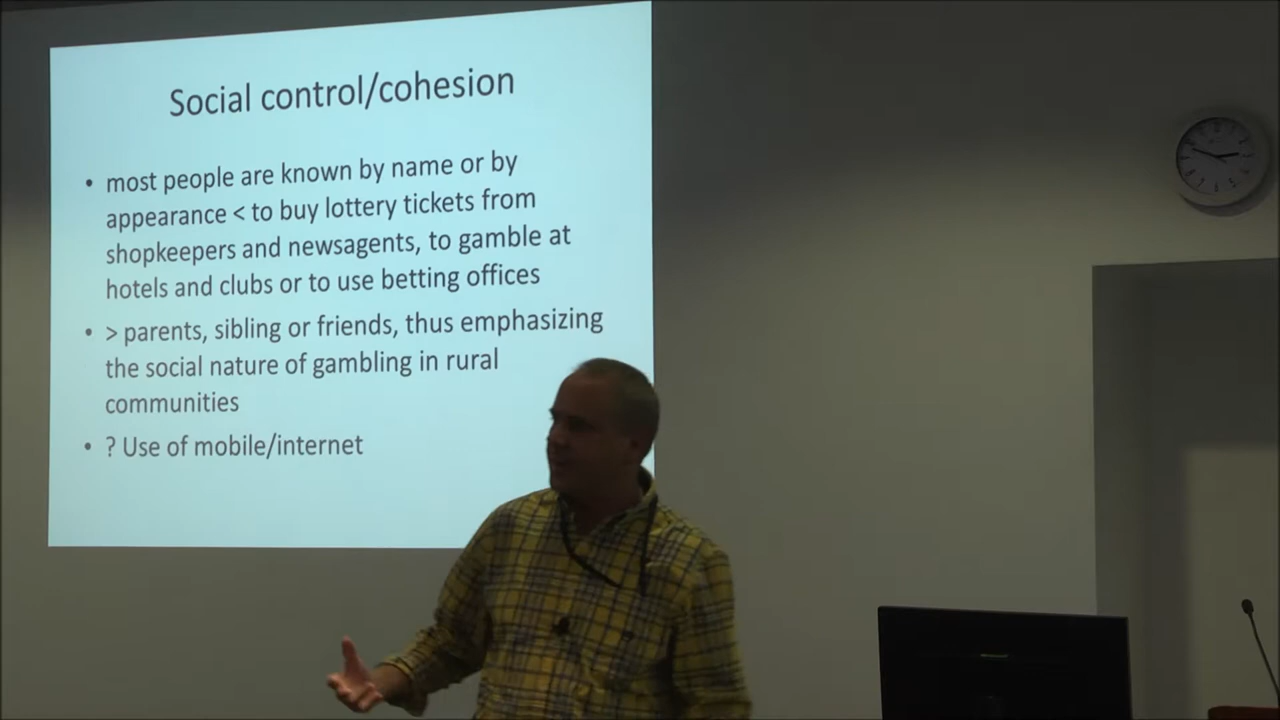 Social control/cohesion
• most people are known by name or by
appearance < to buy lottery tickets from
shopkeepers and newsagents, to gamble at
hotels and clubs or to use betting offices
• > parents, sibling or friends, thus emphasizing
the social nature of gambling in rural
communities
• ? Use of mobile/internet